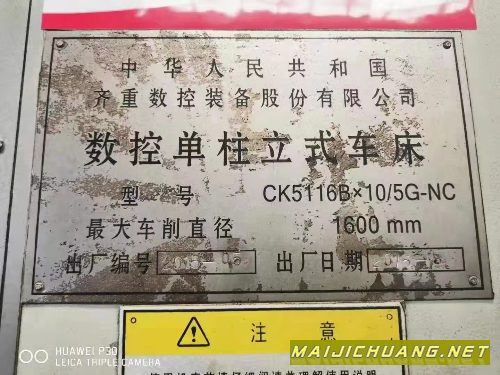 中华人民共和国
齐重数控装备股份有限公司
数控单柱立式车床
型号 CK5116B×10/5G-NC
最大车削直径 1600 mm
出厂编号 出厂日期
注意
HUAWEI P30
LEICA TRIPLE CAMERA
MAIJICHUANG.NET